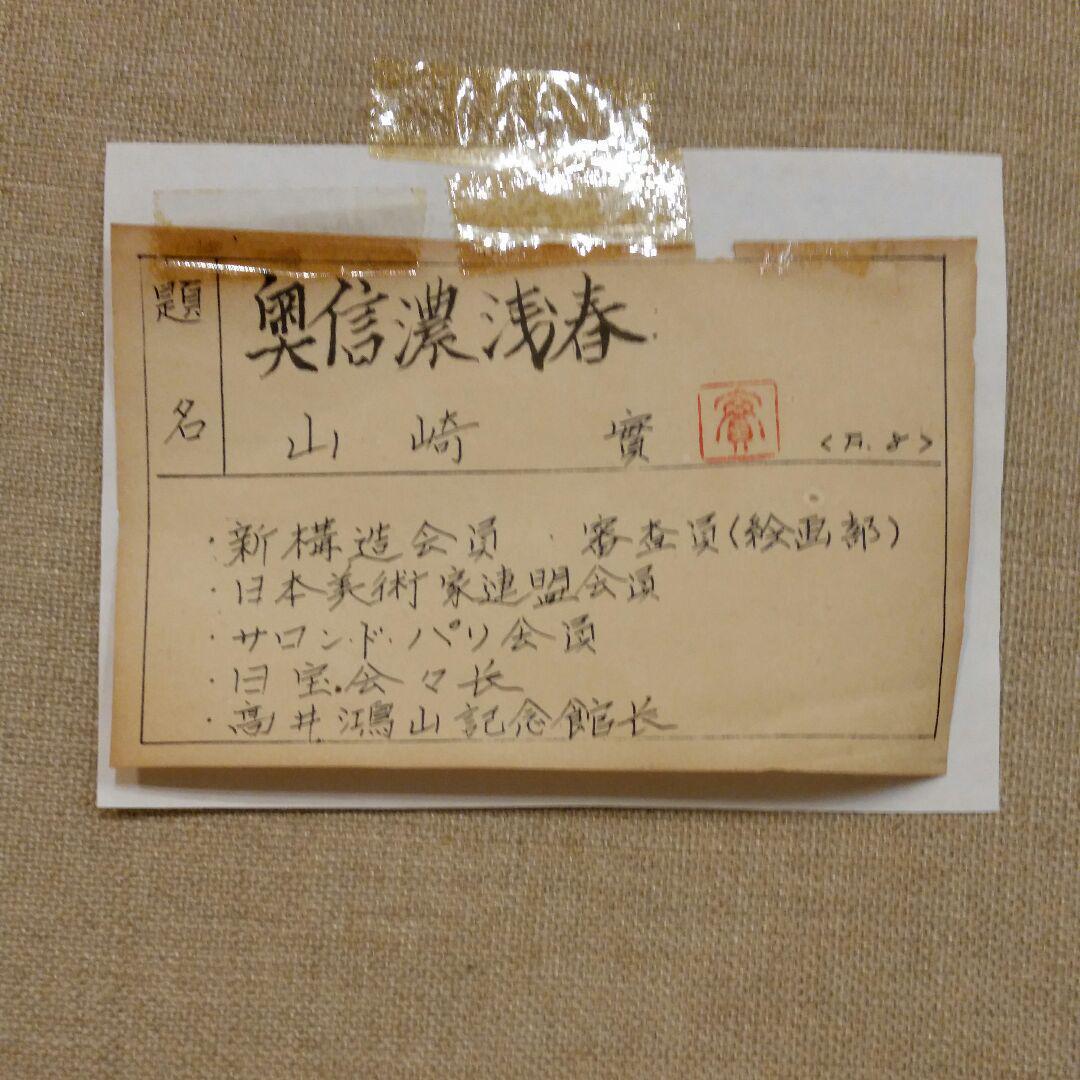 題名
奥信濃浅春
山崎 實 實
・新構造会員 審査員(絵画部)
・日本美術家連盟会員
・サロンド・パリ会員
・日宝会々長
・高井鴻山記念館長